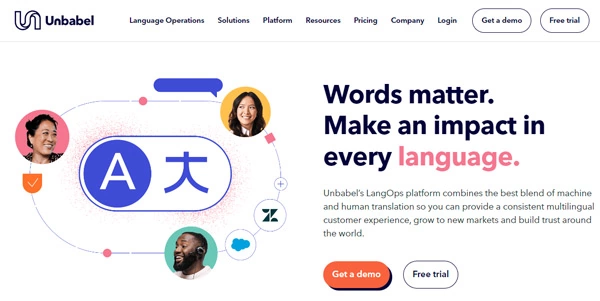 Unbabel
Language Operations Solutions Platform Resources Pricing Company Login Get a demo Free trial
Words matter.
Make an impact in
every language.
A 大
Unbabel's LangOps platform combines the best blend of machine
and human translation so you can provide a consistent multilingual
customer experience, grow to new markets and build trust around
the world.
Get a demo Free trial